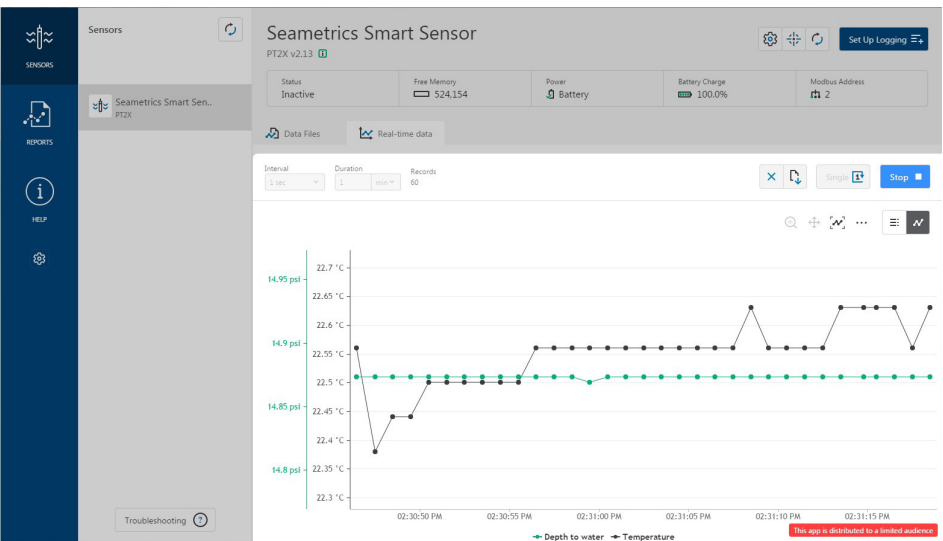 SENSORS
REPORTS
HELP
Sensors
Seametrics Smart Sen..
PT2X
Troubleshooting ?
Seametrics Smart Sensor
PT2X v2.13
Set Up Logging
Status
Inactive
Free Memory
524,154
Power
Battery
Battery Charge
100.0%
Modbus Address
2
Data Files
Real-time data
Interval
1 sec
Duration
1 min
Records
60
Single
Stop
14.95 psi
14.9 psi
14.85 psi
14.8 psi
22.7 °C
22.65 °C
22.6 °C
22.55 °C
22.5 °C
22.45 °C
22.4 °C
22.35 °C
22.3 °C
02:30:50 PM 02:30:55 PM 02:31:00 PM 02:31:05 PM 02:31:10 PM 02:31:15 PM
Depth to water Temperature
This app is distributed to a limited audience